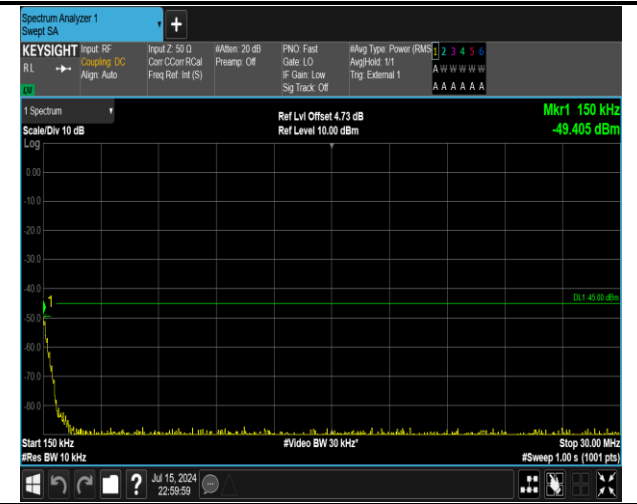 Spectrum Analyzer 1
Swept SA
KEYSIGHT
RL
LXI
Input: RF
Coupling: DC
Align: Auto
Input Z: 50 Ω
Corr CCorr RCal
Freq Ref: Int (S)
#Atten: 20 dB
Preamp: Off
PNO: Fast
Gate: LO
IF Gain: Low
Sig Track: Off
#Avg Type: Power (RMS
Avg|Hold: 1/1
Trig: External 1
1 2 3 4 5 6
A W W W W W
A A A A A A
1 Spectrum
Scale/Div 10 dB
Ref Lvl Offset 4.73 dB
Ref Level 10.00 dBm
Mkr1 150 kHz
-49.405 dBm
Log
0.00
-10.0
-20.0
-30.0
-40.0
1
DL1 -45.00 dBm
-50.0
-60.0
-70.0
-80.0
Start 150 kHz
#Video BW 30 kHz*
Stop 30.00 MHz
#Res BW 10 kHz
#Sweep 1.00 s (1001 pts)
?
Jul 15, 2024
22:59:59